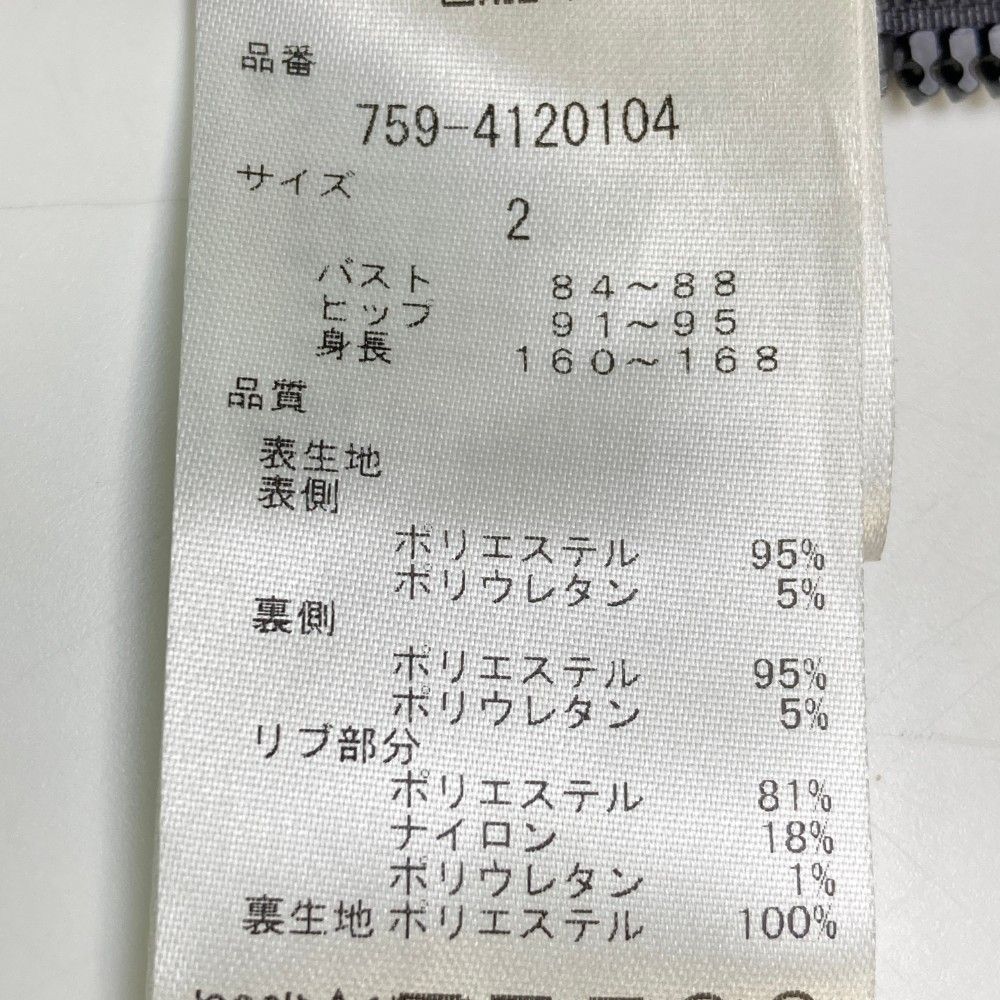 品番
759-4120104
サイズ
2
バスト ８４～８８
ヒップ ９１～９５
身長 １６０～１６８
品質
表生地
表側
ポリエステル 95%
ポリウレタン 5%
裏側
ポリエステル 95%
ポリウレタン 5%
リブ部分
ポリエステル 81%
ナイロン 18%
ポリウレタン 1%
裏生地 ポリエステル 100%